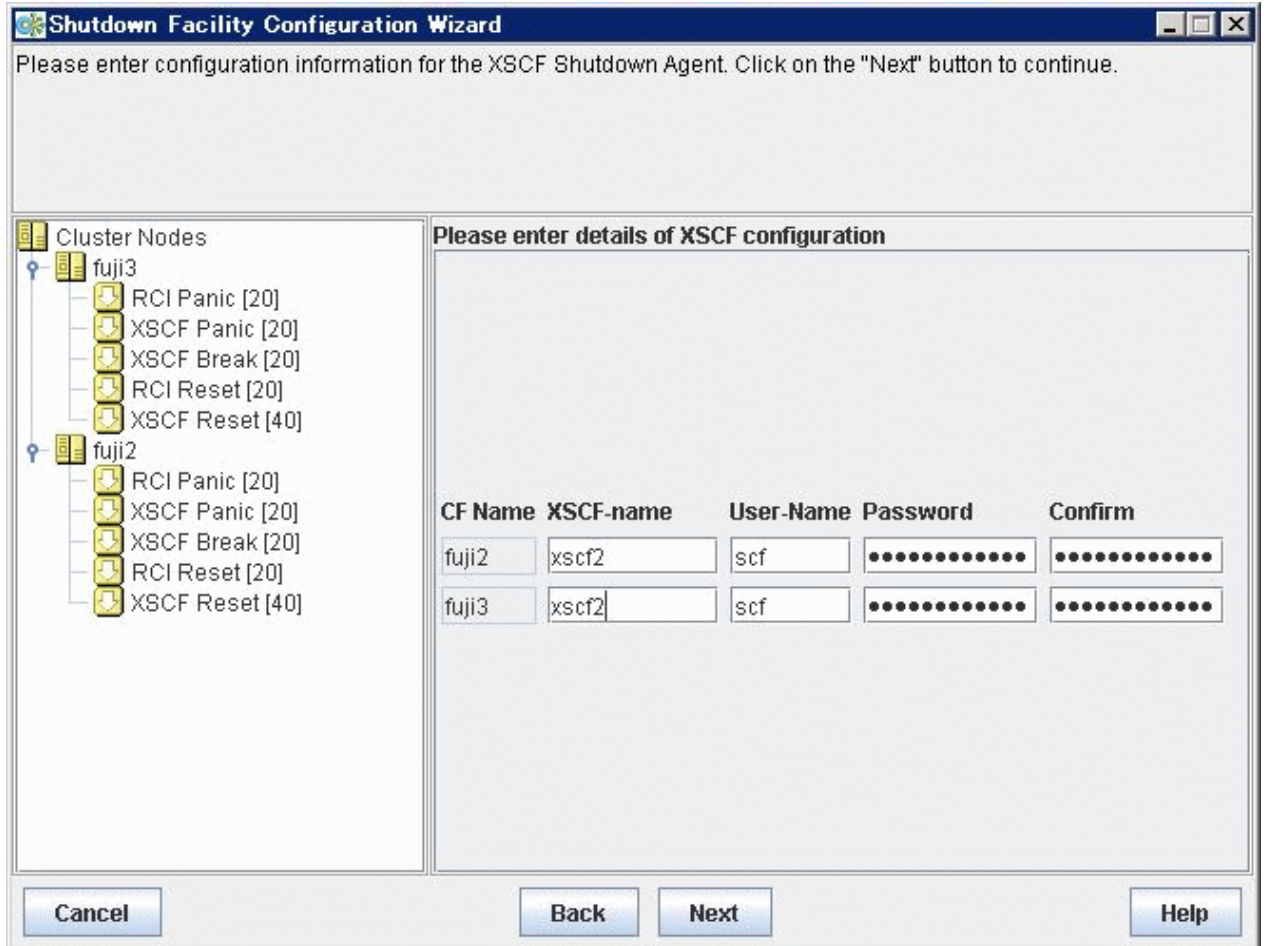 Shutdown Facility Configuration Wizard
Please enter configuration information for the XSCF Shutdown Agent. Click on the "Next" button to continue.
Cluster Nodes
fuji3
RCI Panic [20]
XSCF Panic [20]
XSCF Break [20]
RCI Reset [20]
XSCF Reset [40]
fuji2
RCI Panic [20]
XSCF Panic [20]
XSCF Break [20]
RCI Reset [20]
XSCF Reset [40]
Please enter details of XSCF configuration
CF Name XSCF-name User-Name Password Confirm
fuji2 xscf2 scf •••••••••••• ••••••••••••
fuji3 xscf2 scf •••••••••••• ••••••••••••
Cancel Back Next Help